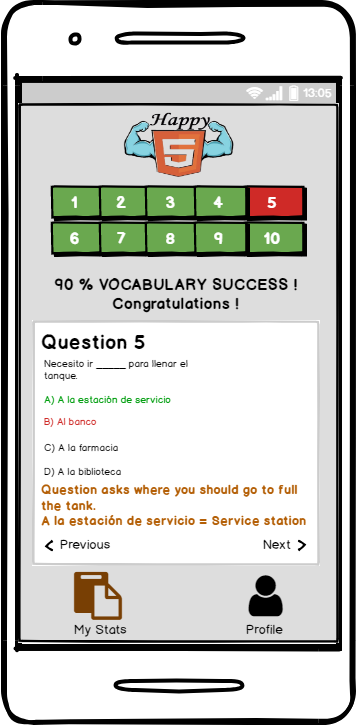 13:05
Happy
5
1 2 3 4 5
6 7 8 9 10
90 % VOCABULARY SUCCESS !
Congratulations !
Question 5
Necesito ir _____ para llenar el
tanque.
A) A la estación de servicio
B) Al banco
C) A la farmacia
D) A la biblioteca
Question asks where you should go to full
the tank.
A la estación de servicio = Service station
Previous Next
My Stats Profile